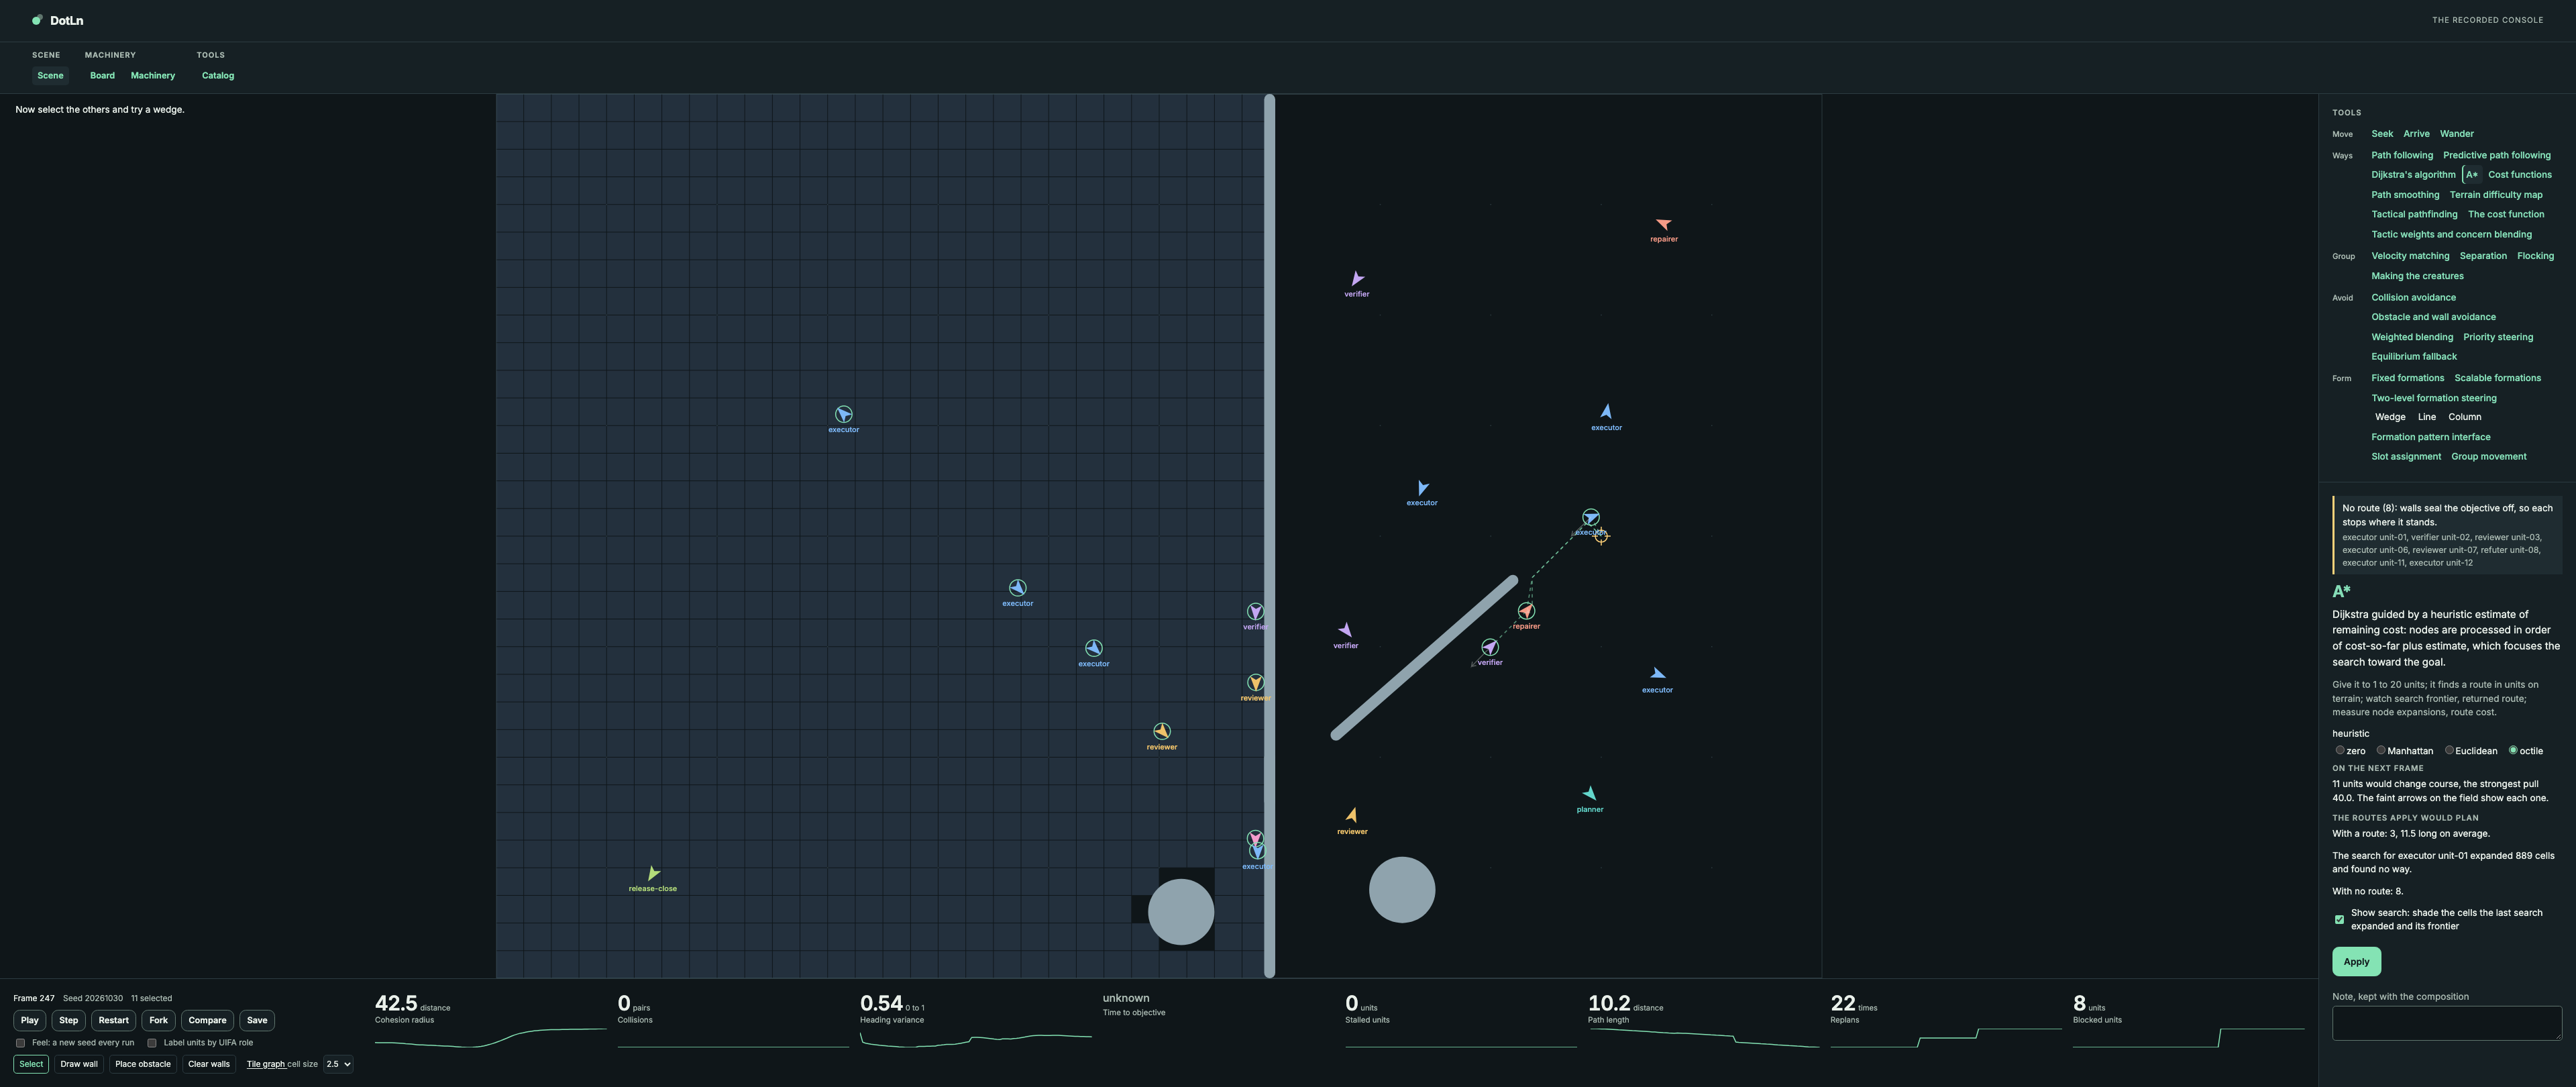 DotLn
THE RECORDED CONSOLE
SCENE
MACHINERY
TOOLS
Scene
Board
Machinery
Catalog
Now select the others and try a wedge.
repairer
verifier
executor
executor
executor
executor
executor
verifier
repairer
executor
verifier
verifier
executor
reviewer
executor
reviewer
planner
reviewer
executor
release-close
TOOLS
Move Seek Arrive Wander
Ways Path following Predictive path following
Dijkstra's algorithm A* Cost functions
Path smoothing Terrain difficulty map
Tactical pathfinding The cost function
Tactic weights and concern blending
Group Velocity matching Separation Flocking
Making the creatures
Avoid Collision avoidance
Obstacle and wall avoidance
Weighted blending Priority steering
Equilibrium fallback
Form Fixed formations Scalable formations
Two-level formation steering
Wedge Line Column
Formation pattern interface
Slot assignment Group movement
No route (8): walls seal the objective off, so each
stops where it stands.
executor unit-01, verifier unit-02, reviewer unit-03,
executor unit-06, reviewer unit-07, refuter unit-08,
executor unit-11, executor unit-12
A*
Dijkstra guided by a heuristic estimate of
remaining cost: nodes are processed in order
of cost-so-far plus estimate, which focuses the
search toward the goal.
Give it to 1 to 20 units; it finds a route in units on
terrain; watch search frontier, returned route;
measure node expansions, route cost.
heuristic
zero Manhattan Euclidean octile
ON THE NEXT FRAME
11 units would change course, the strongest pull
40.0. The faint arrows on the field show each one.
THE ROUTES APPLY WOULD PLAN
With a route: 3, 11.5 long on average.
The search for executor unit-01 expanded 889 cells
and found no way.
With no route: 8.
Show search: shade the cells the last search
expanded and its frontier
Apply
Note, kept with the composition
Frame 247 Seed 20261030 11 selected
Play Step Restart Fork Compare Save
Feel: a new seed every run Label units by UIFA role
Select Draw wall Place obstacle Clear walls Tile graph cell size 2.5
42.5 distance
Cohesion radius
0 pairs
Collisions
0.54 0 to 1
Heading variance
unknown
Time to objective
0 units
Stalled units
10.2 distance
Path length
22 times
Replans
8 units
Blocked units